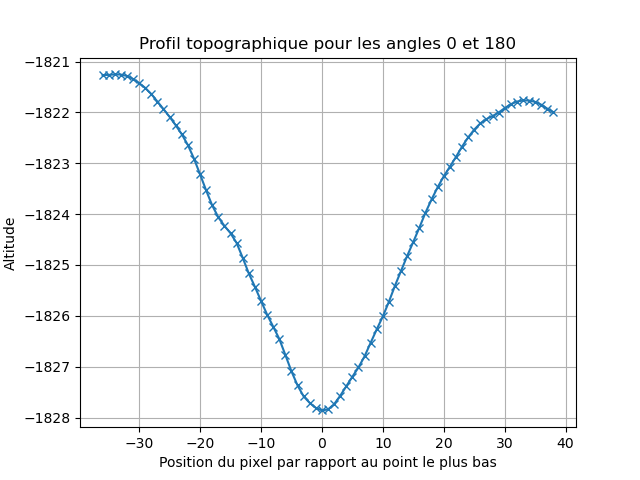 Profil topographique pour les angles 0 et 180
−1821
−1822
−1823
−1824
−1825
−1826
−1827
−1828
Altitude
−30 −20 −10 0 10 20 30 40
Position du pixel par rapport au point le plus bas